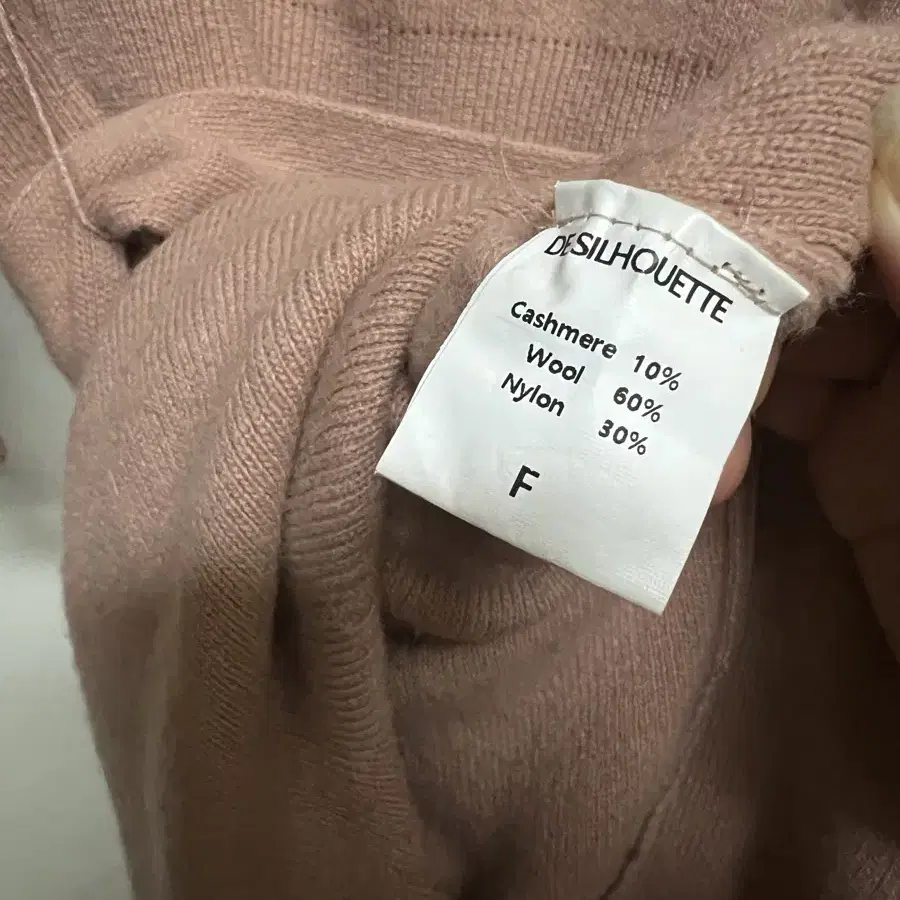 DESILHOUETTE
Cashmere 10%
Wool 60%
Nylon 30%
F